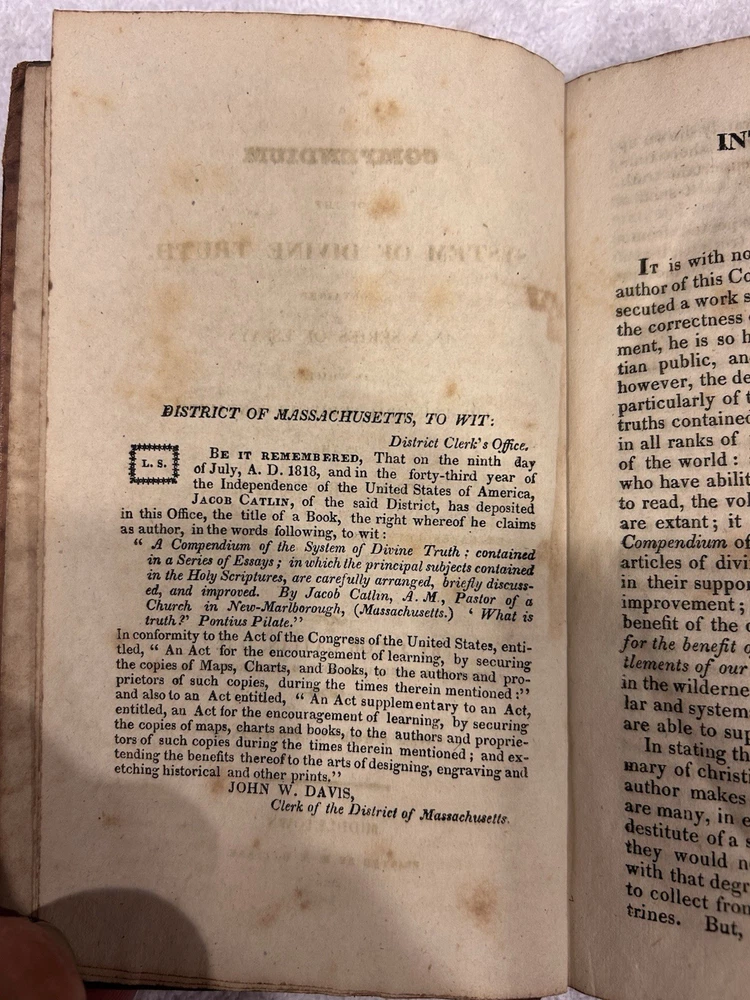 DISTRICT OF MASSACHUSETTS, TO WIT:
District Clerk's Office.
L. S.
BE IT REMEMBERED, That on the ninth day
of July, A. D. 1818, and in the forty-third year of
the Independence of the United States of America,
JACOB CATLIN, of the said District, has deposited
in this Office, the title of a Book, the right whereof he claims
as author, in the words following, to wit:
" A Compendium of the System of Divine Truth; contained
in a Series of Essays; in which the principal subjects contained
in the Holy Scriptures, are carefully arranged, briefly discuss-
ed, and improved. By Jacob Catlin, A. M., Pastor of a
Church in New-Marlborough, (Massachusetts.) ' What is
truth?' Pontius Pilate."
In conformity to the Act of the Congress of the United States, enti-
tled, " An Act for the encouragement of learning, by securing
the copies of Maps, Charts, and Books, to the authors and pro-
prietors of such copies, during the times therein mentioned:"
and also to an Act entitled, " An Act supplementary to an Act,
entitled, an Act for the encouragement of learning, by securing
the copies of maps, charts and books, to the authors and proprie-
tors of such copies during the times therein mentioned; and ex-
tending the benefits thereof to the arts of designing, engraving and
etching historical and other prints."
JOHN W. DAVIS,
Clerk of the District of Massachusetts.
IN
IT is with no
author of this Co
secuted a work s
the correctness
ment, he is so h
tian public, an
however, the de
particularly of t
truths contained
in all ranks of
of the world:
who have abilit
to read, the vol
are extant; it
Compendium of
articles of divi
in their suppor
improvement;
benefit of the c
for the benefit o
tlements of our
in the wilderne
lar and system
are able to sup
In stating th
mary of christi
author makes
are many, in e
destitute of a s
they would n
with that degr
to collect from
trines. But,